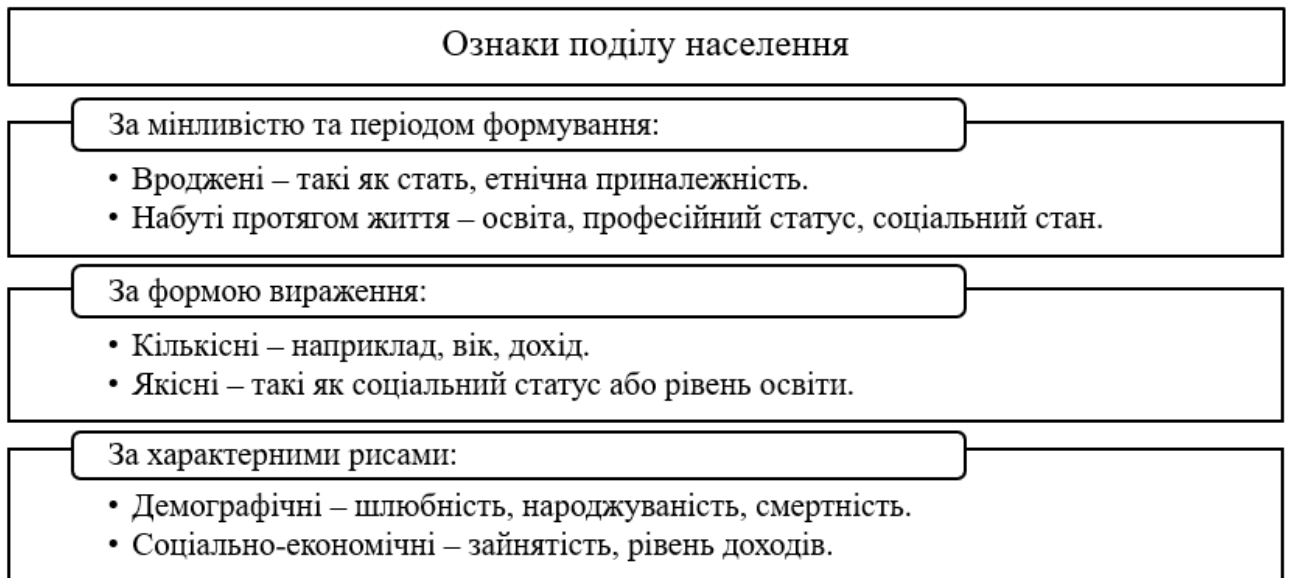 Ознаки поділу населення
За мінливістю та періодом формування:
• Вроджені – такі як стать, етнічна приналежність.
• Набуті протягом життя – освіта, професійний статус, соціальний стан.
За формою вираження:
• Кількісні – наприклад, вік, дохід.
• Якісні – такі як соціальний статус або рівень освіти.
За характерними рисами:
• Демографічні – шлюбність, народжуваність, смертність.
• Соціально-економічні – зайнятість, рівень доходів.